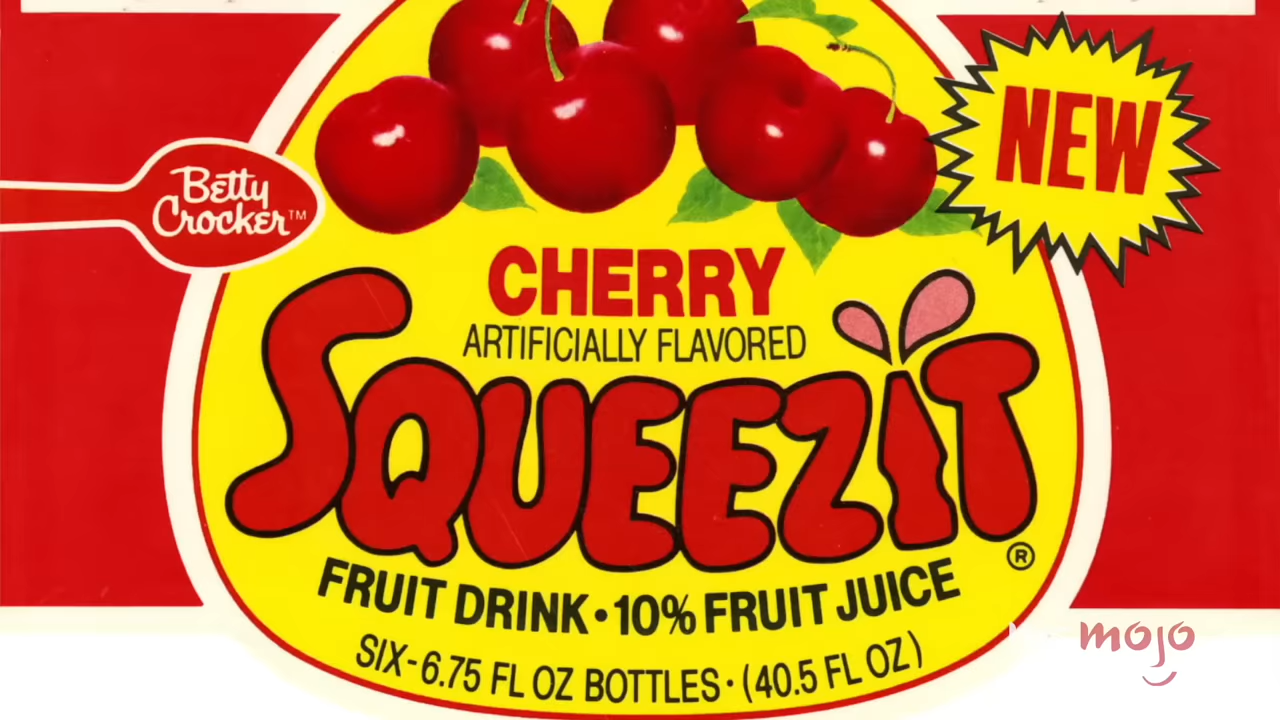 NEW
Betty
Crocker™
CHERRY
ARTIFICIALLY FLAVORED
SQUEEZIT®
FRUIT DRINK • 10% FRUIT JUICE
SIX-6.75 FL OZ BOTTLES • (40.5 FL OZ)
mojo